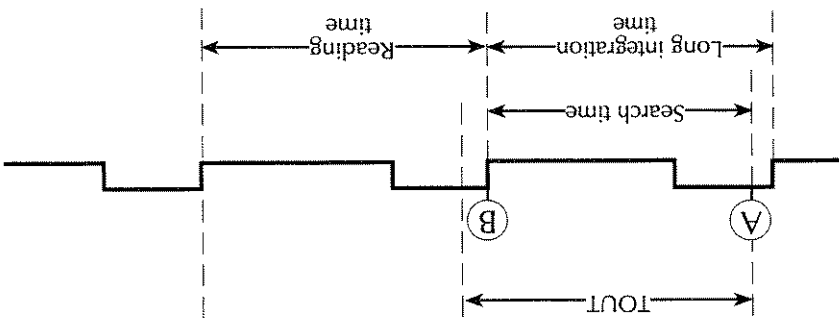 TOUT
A
B
Search time
Long integration
time
Reading
time